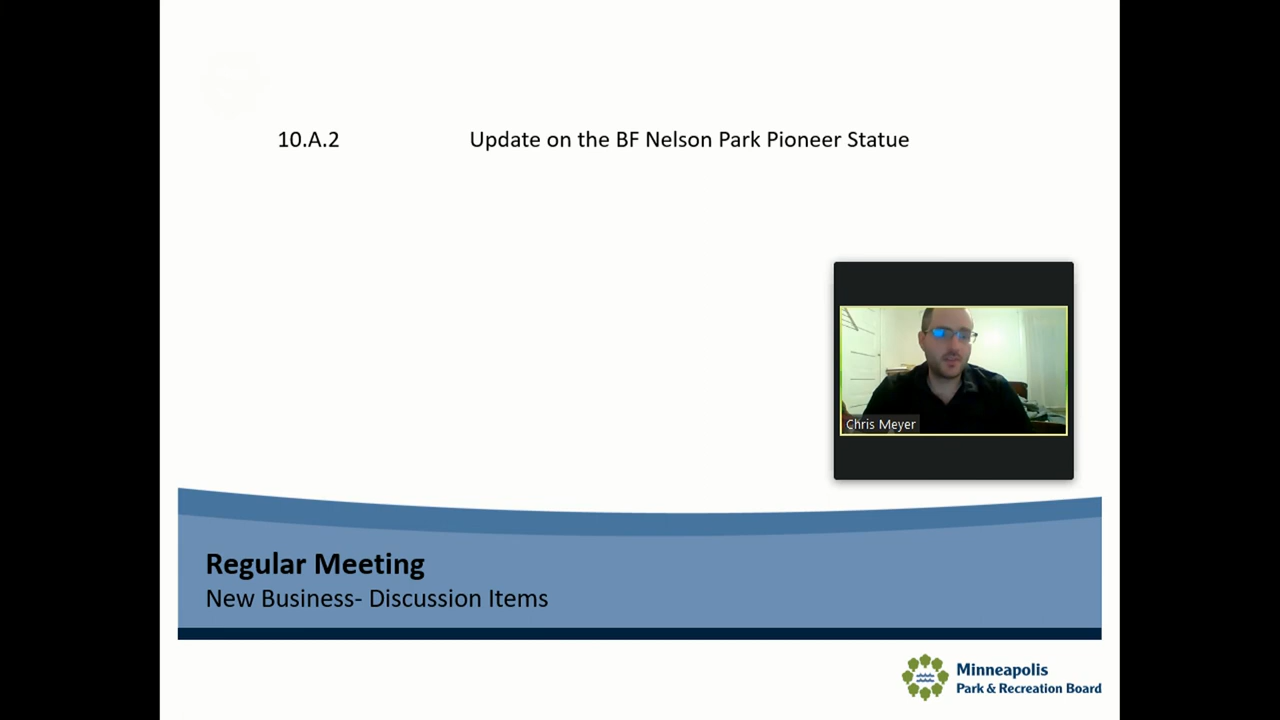 10.A.2 Update on the BF Nelson Park Pioneer Statue
Chris Meyer
Regular Meeting
New Business- Discussion Items
Minneapolis
Park & Recreation Board